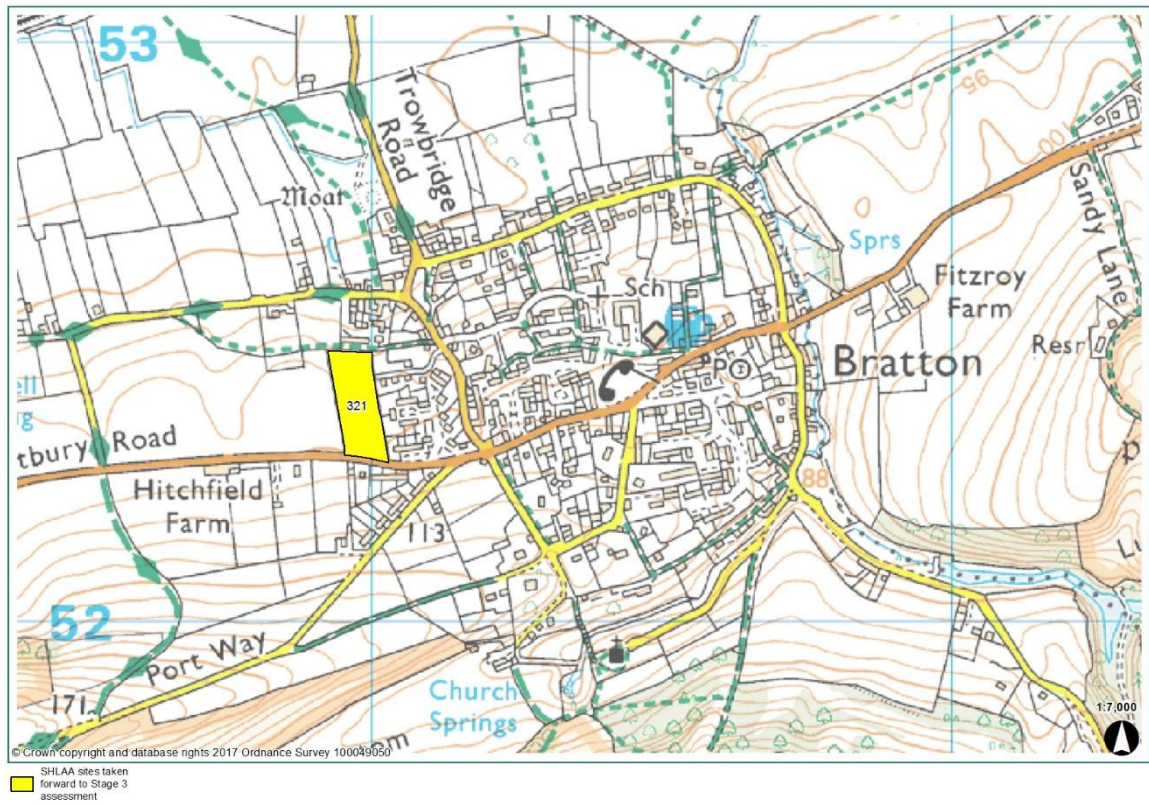 53
Trowbridge
Road
Moat
95
100
Sprs
Sandy Lane
Sch
Fitzroy
Farm
Resr
PO
Bratton
321
tbury Road
Hitchfield
Farm
88
113
52
Port Way
171
Church
Springs
1:7,000
© Crown copyright and database rights 2017 Ordnance Survey 100049050
SHLAA sites taken
forward to Stage 3
assessment